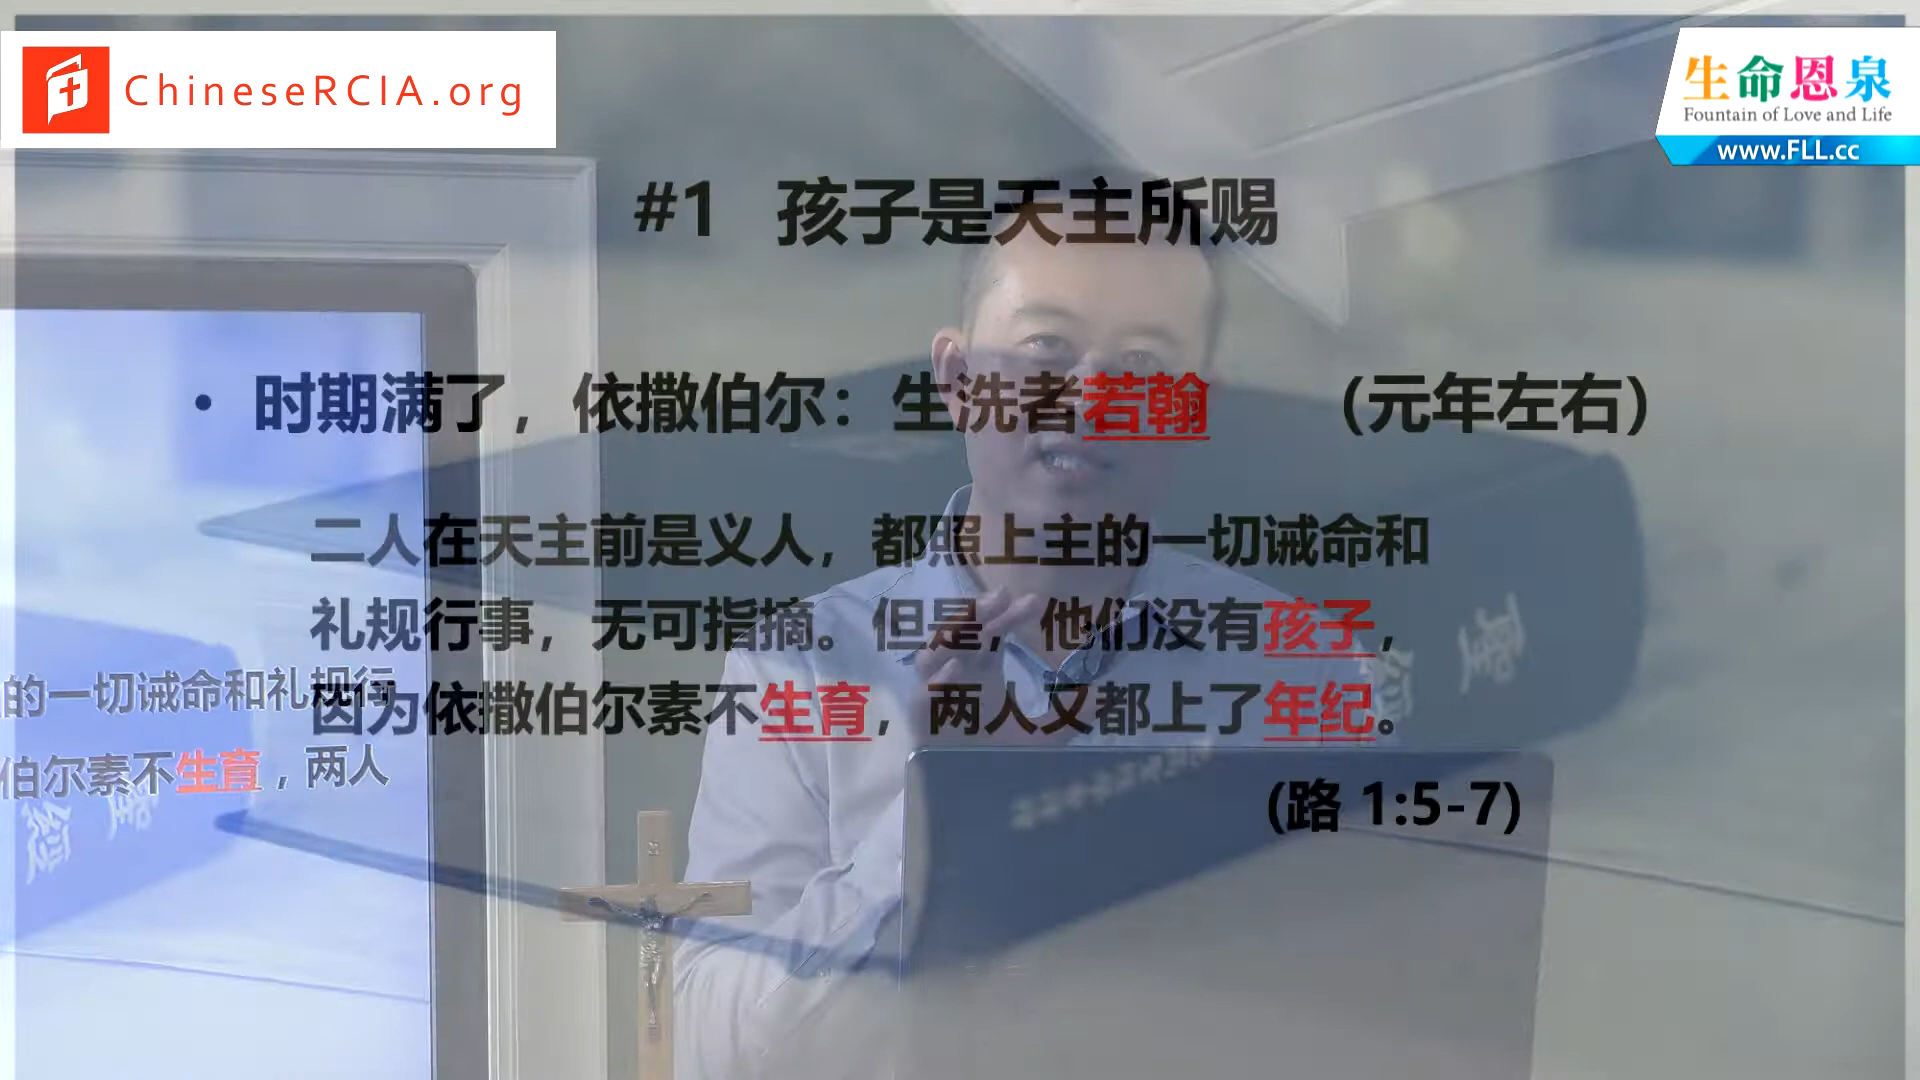 ChineseRCIA.org
生命恩泉
Fountain of Love and Life
www.FLL.cc
#1 孩子是天主所赐
• 时期满了，依撒伯尔：生洗者若翰 （元年左右）
二人在天主前是义人，都照上主的一切诫命和
礼规行事，无可指摘。但是，他们没有孩子，
因为依撒伯尔素不生育，两人又都上了年纪。
(路 1:5-7)
的一切诫命和礼规行
伯尔素不生育，两人
聖經
聖經